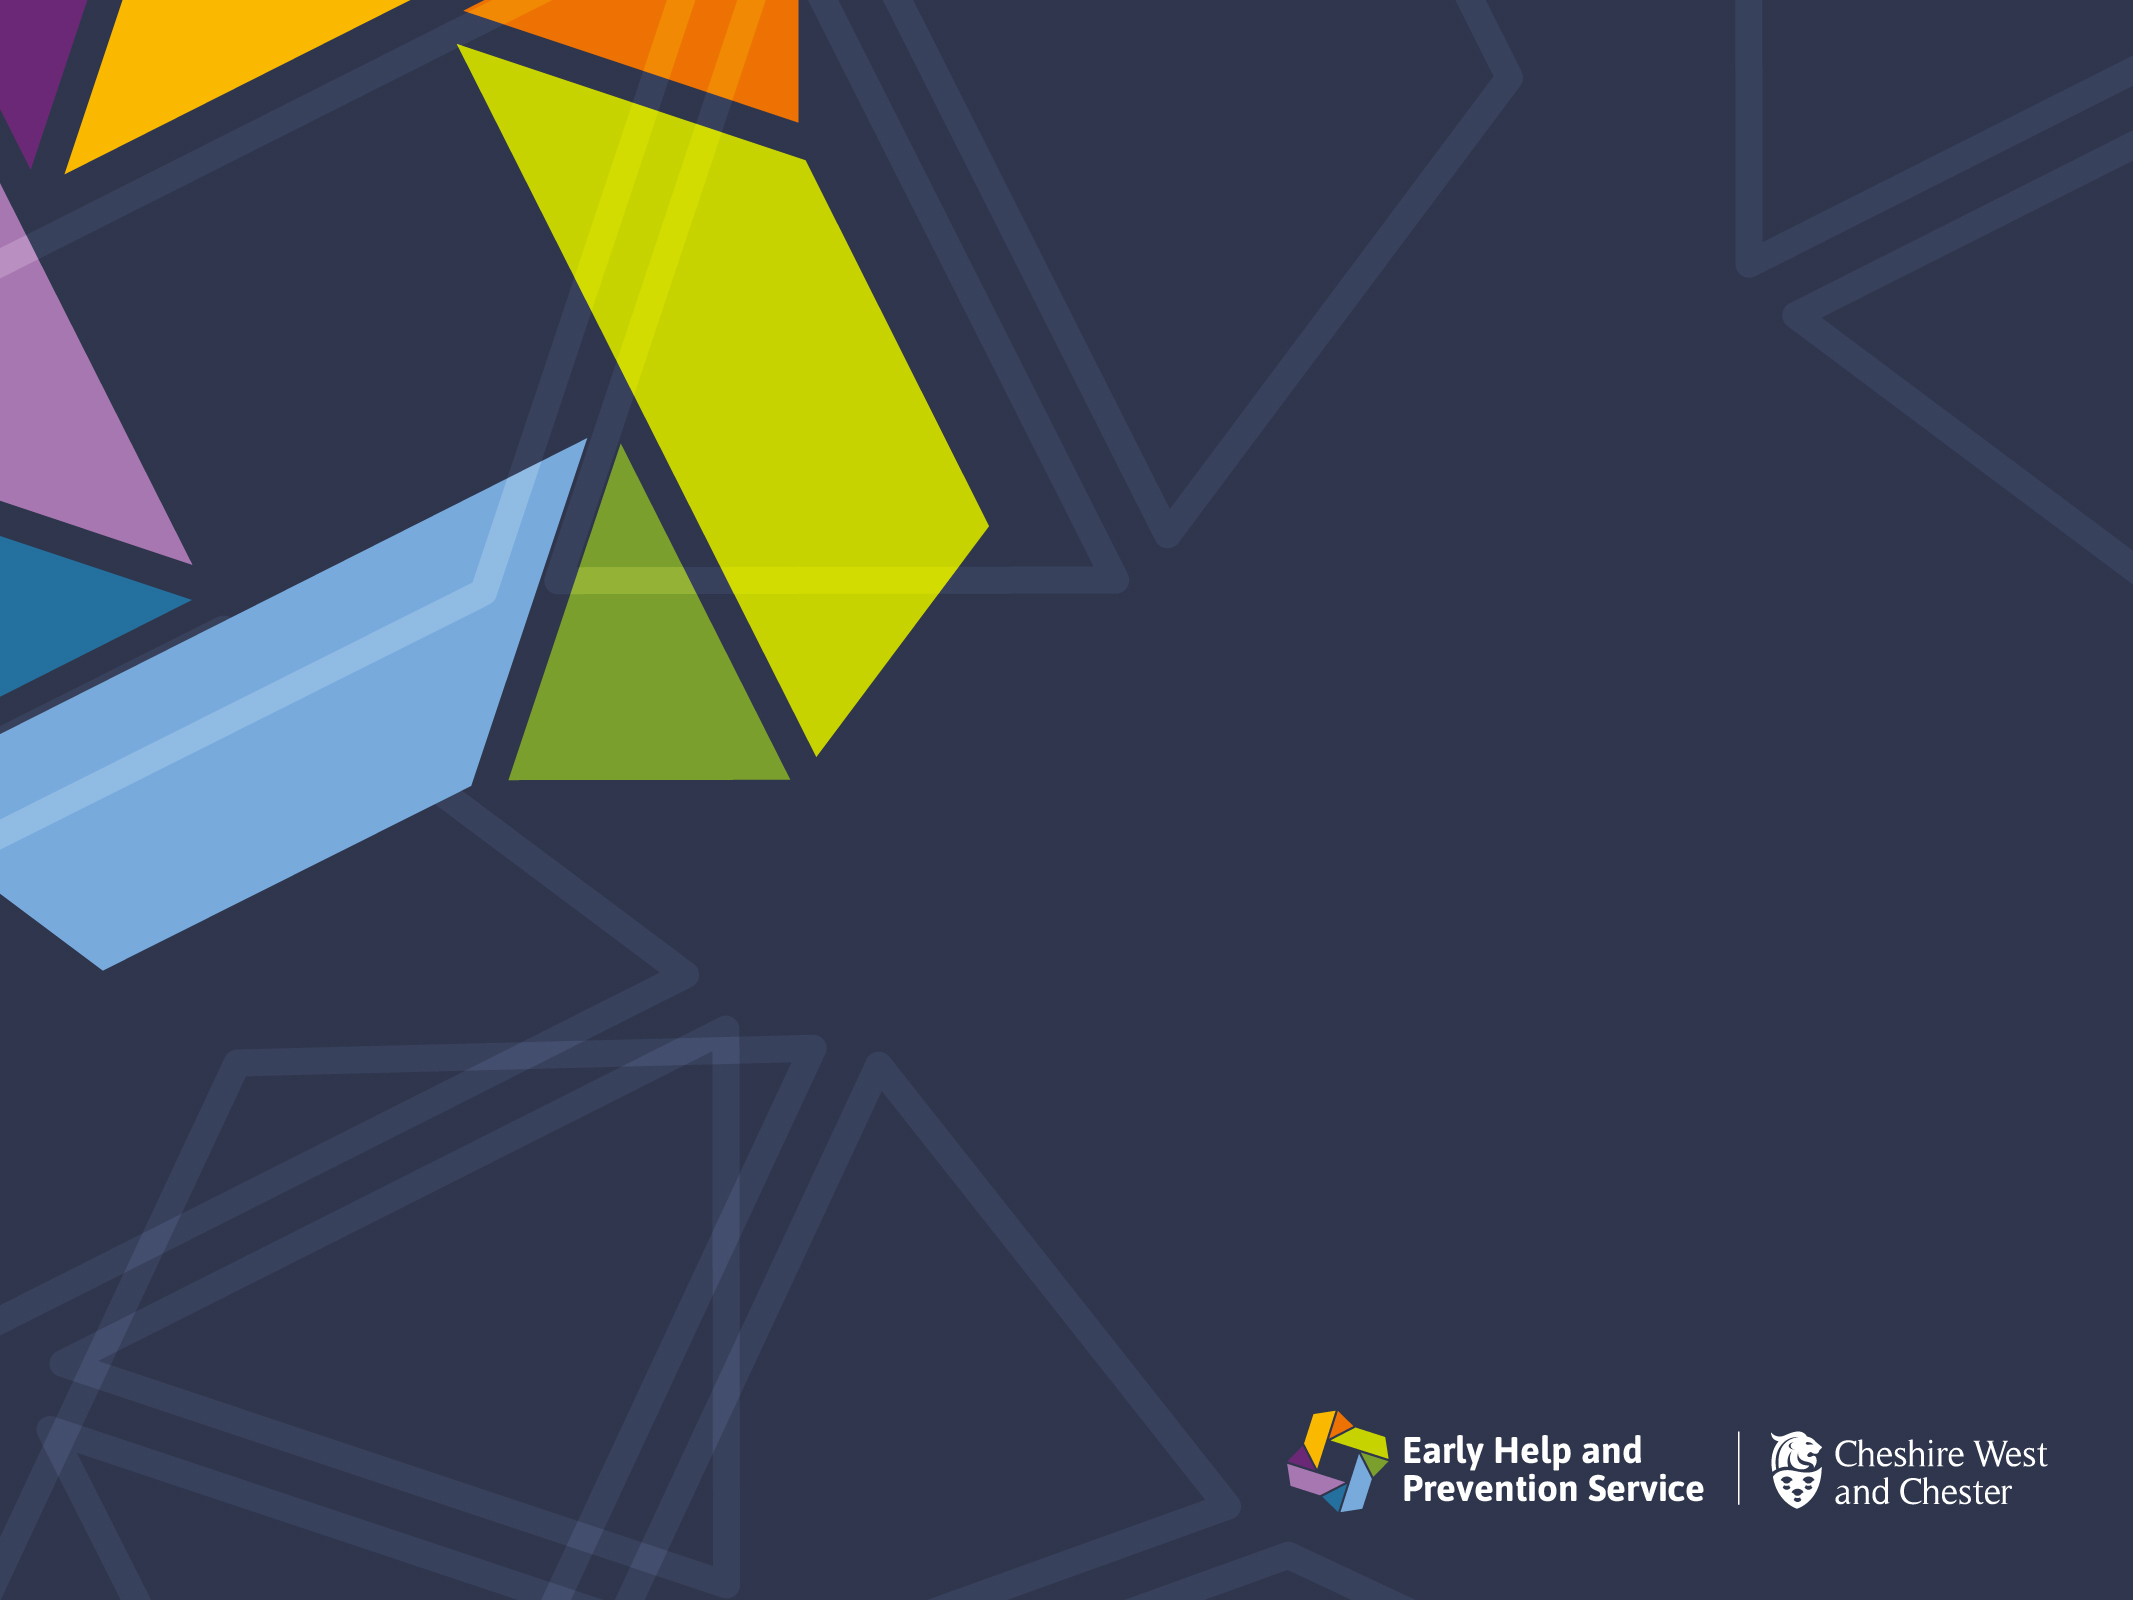 Early Help and
Prevention Service
Cheshire West
and Chester